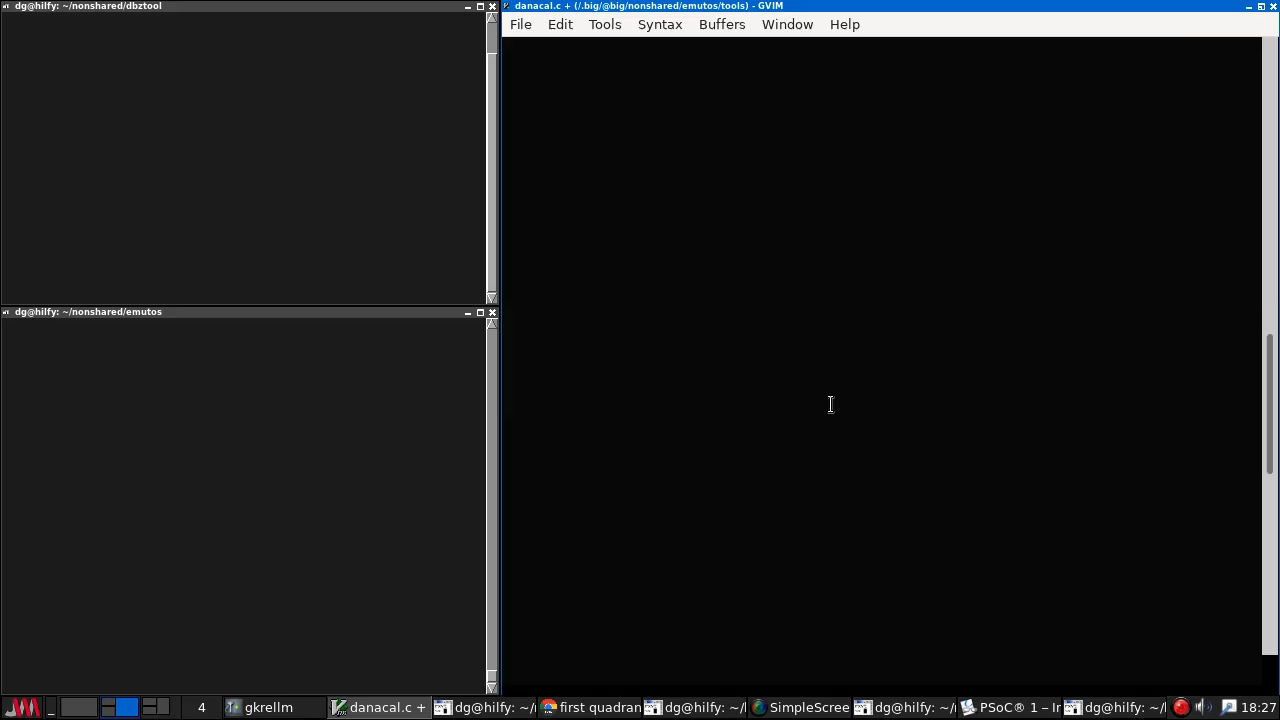 dg@hilfy: ~/nonshared/dbztool
danacal.c + (/.big/@big/nonshared/emutos/tools) - GVIM
File Edit Tools Syntax Buffers Window Help
dg@hilfy: ~/nonshared/emutos
4 gkrellm danacal.c + dg@hilfy: ~/ first quadran dg@hilfy: ~/ SimpleScree dg@hilfy: ~/ PSoC® 1 – Ir dg@hilfy: ~/ 18:27